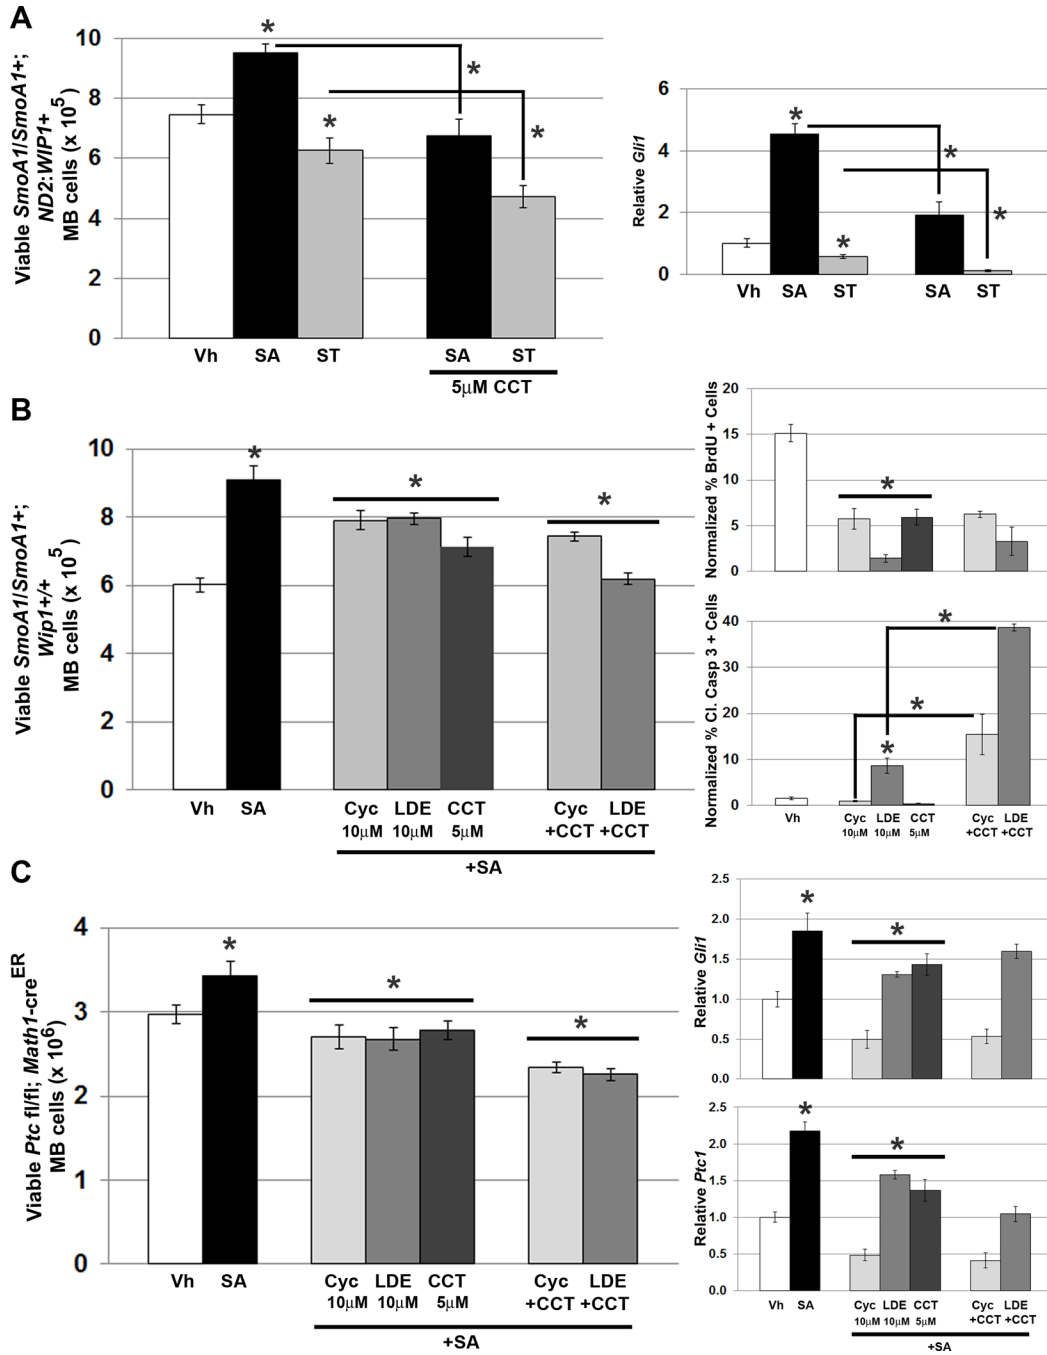 A
Viable SmoA1/SmoA1+;
ND2:WIP1+
MB cells (x 10^5)
10
8
6
4
2
0
*
*
*
*
Vh SA ST SA ST
5μM CCT
Relative Gli1
6
4
2
0
*
*
*
*
Vh SA ST SA ST
B
Viable SmoA1/SmoA1+;
Wip1+/+
MB cells (x 10^5)
10
8
6
4
2
0
*
*
*
Vh SA Cyc LDE CCT Cyc LDE
10μM 10μM 5μM +CCT +CCT
+SA
Normalized % BrdU + Cells
20
15
10
5
0
*
Normalized % Cl. Casp 3 + Cells
40
30
20
10
0
*
*
*
Vh Cyc LDE CCT Cyc LDE
10μM 10μM 5μM +CCT +CCT
C
Viable Ptc fl/fl; Math1-cre^ER
MB cells (x 10^6)
4
3
2
1
0
*
*
*
Vh SA Cyc LDE CCT Cyc LDE
10μM 10μM 5μM +CCT +CCT
+SA
Relative Gli1
2.5
2.0
1.5
1.0
0.5
0.0
*
*
Relative Ptc1
2.5
2.0
1.5
1.0
0.5
0.0
*
*
Vh SA Cyc LDE CCT Cyc LDE
10μM 10μM 5μM +CCT +CCT
+SA